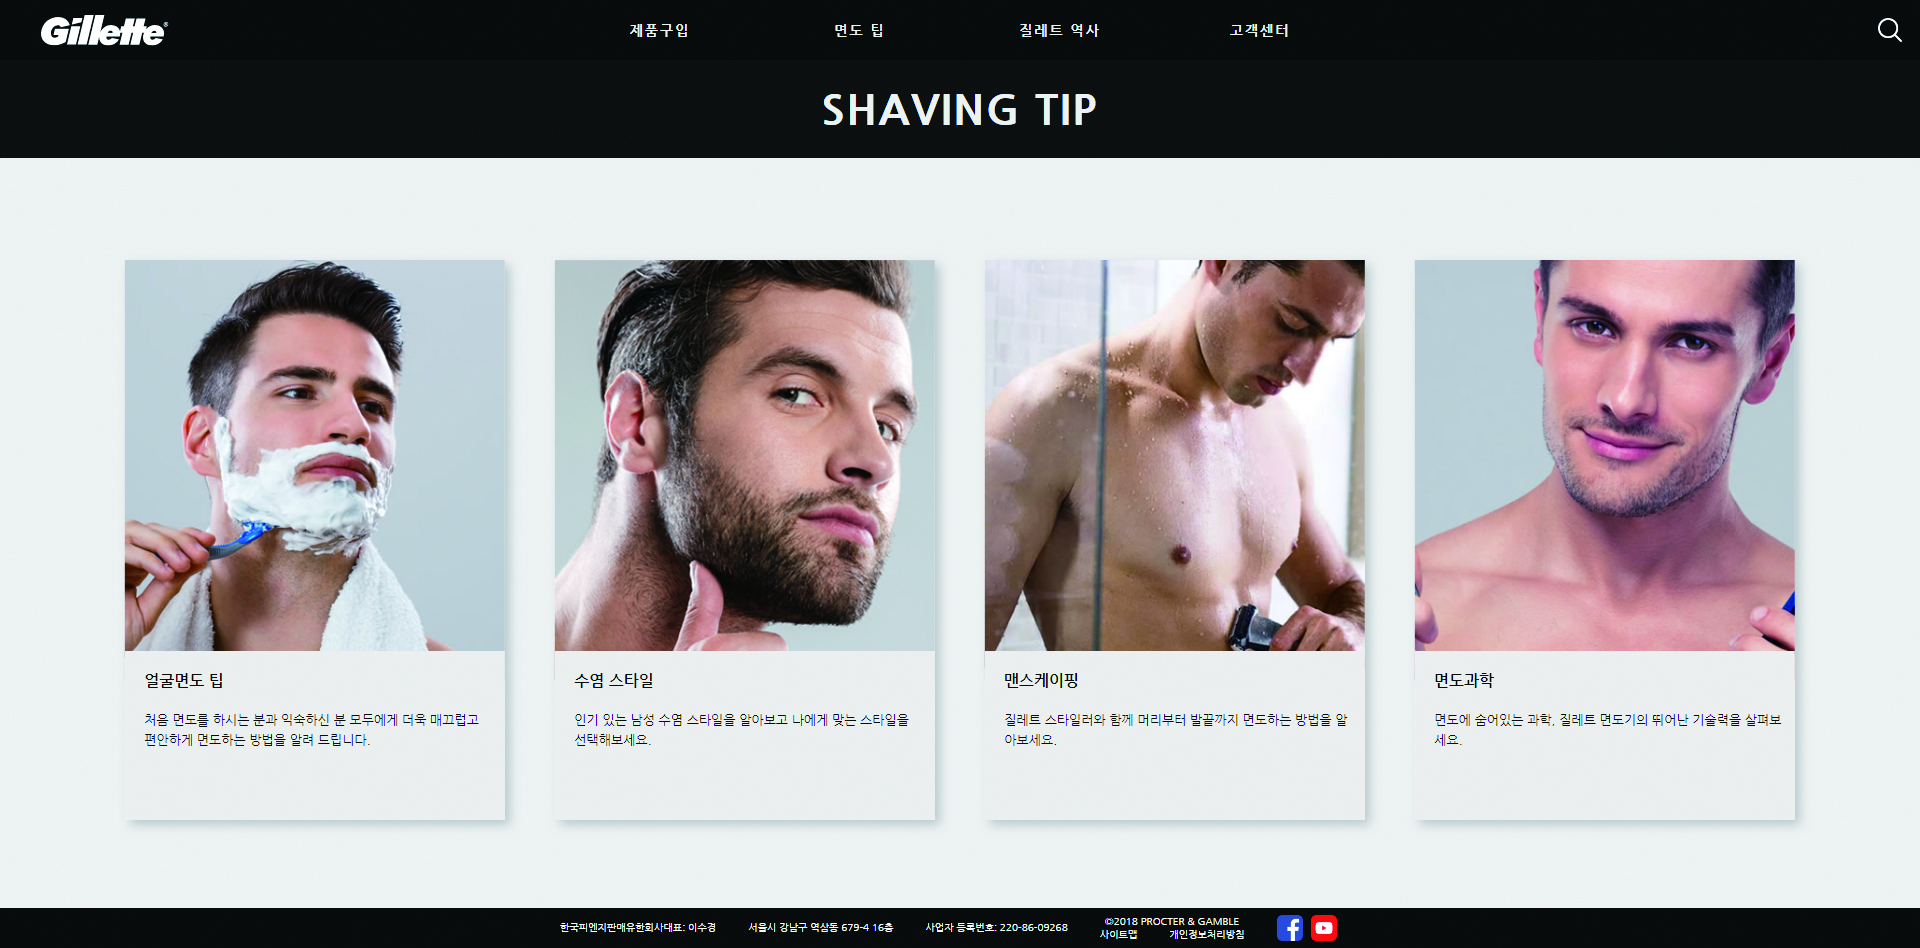 Gillette®
제품구입
면도 팁
질레트 역사
고객센터
SHAVING TIP
얼굴면도 팁
처음 면도를 하시는 분과 익숙하신 분 모두에게 더욱 매끄럽고
편안하게 면도하는 방법을 알려 드립니다.
수염 스타일
인기 있는 남성 수염 스타일을 알아보고 나에게 맞는 스타일을
선택해보세요.
맨스케이핑
질레트 스타일러와 함께 머리부터 발끝까지 면도하는 방법을 알
아보세요.
면도과학
면도에 숨어있는 과학, 질레트 면도기의 뛰어난 기술력을 살펴보
세요.
한국피엔지판매유한회사대표: 이수경
서울시 강남구 역삼동 679-4 16층
사업자 등록번호: 220-86-09268
©2018 PROCTER & GAMBLE
사이트맵
개인정보처리방침